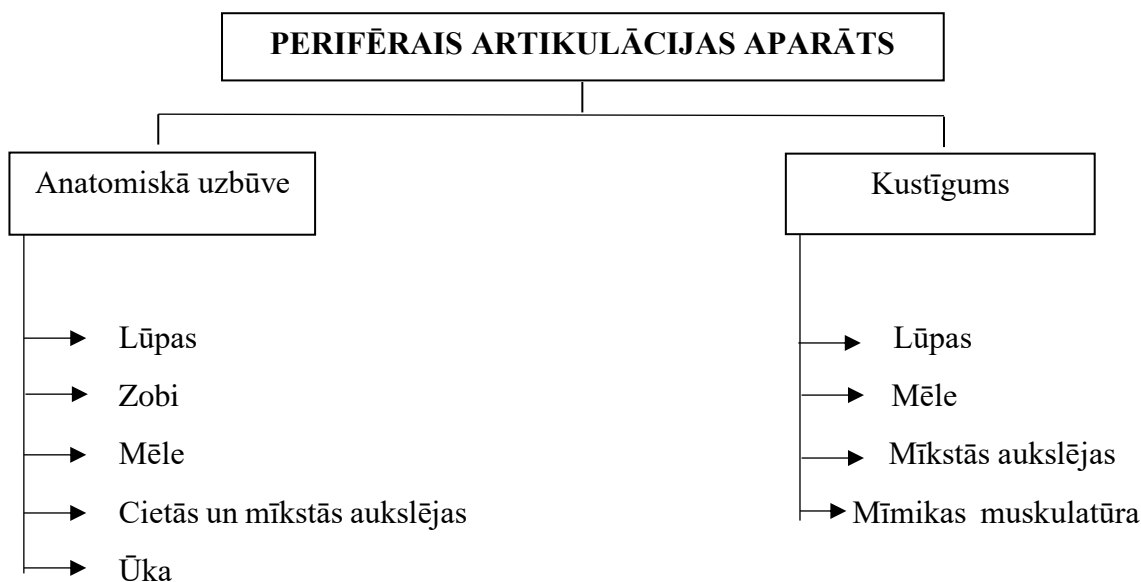 PERIFĒRAIS ARTIKULĀCIJAS APARĀTS
Anatomiskā uzbūve
Lūpas
Zobi
Mēle
Cietās un mīkstās aukslējas
Ūka
Kustīgums
Lūpas
Mēle
Mīkstās aukslējas
Mīmikas muskulatūra